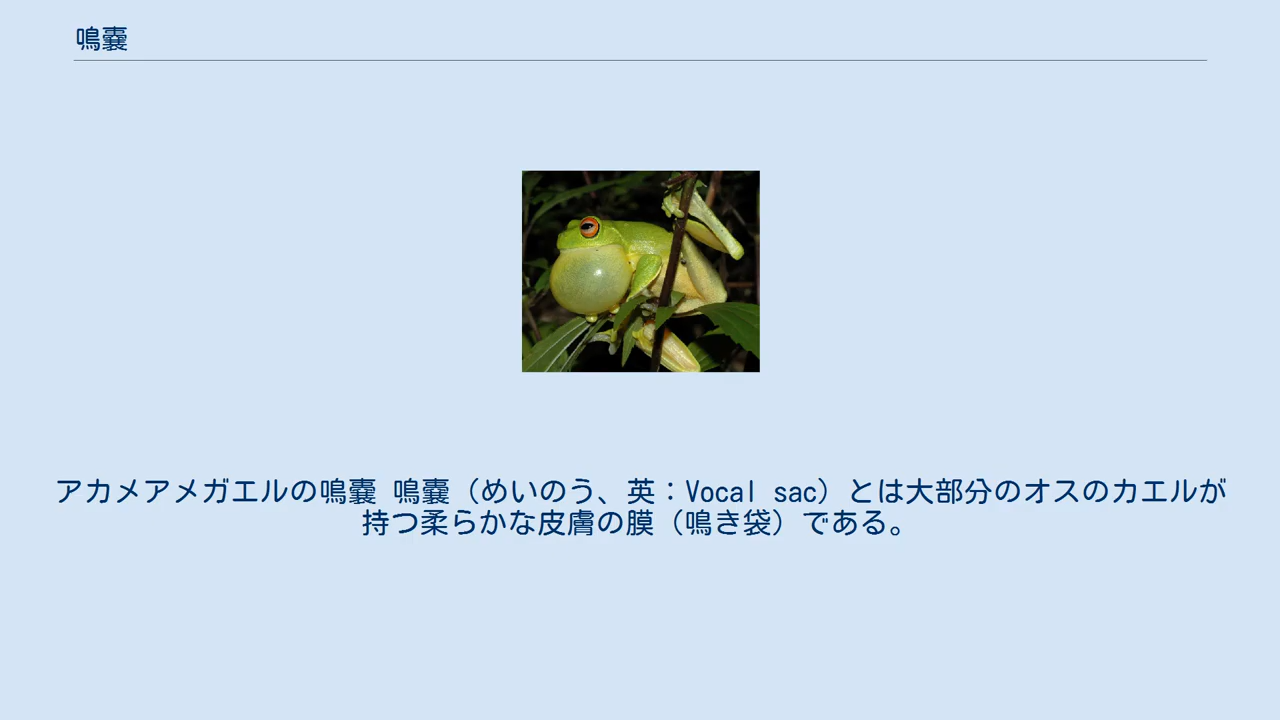 鳴嚢
アカメアメガエルの鳴嚢 鳴嚢（めいのう、英：Vocal sac）とは大部分のオスのカエルが
持つ柔らかな皮膚の膜（鳴き袋）である。